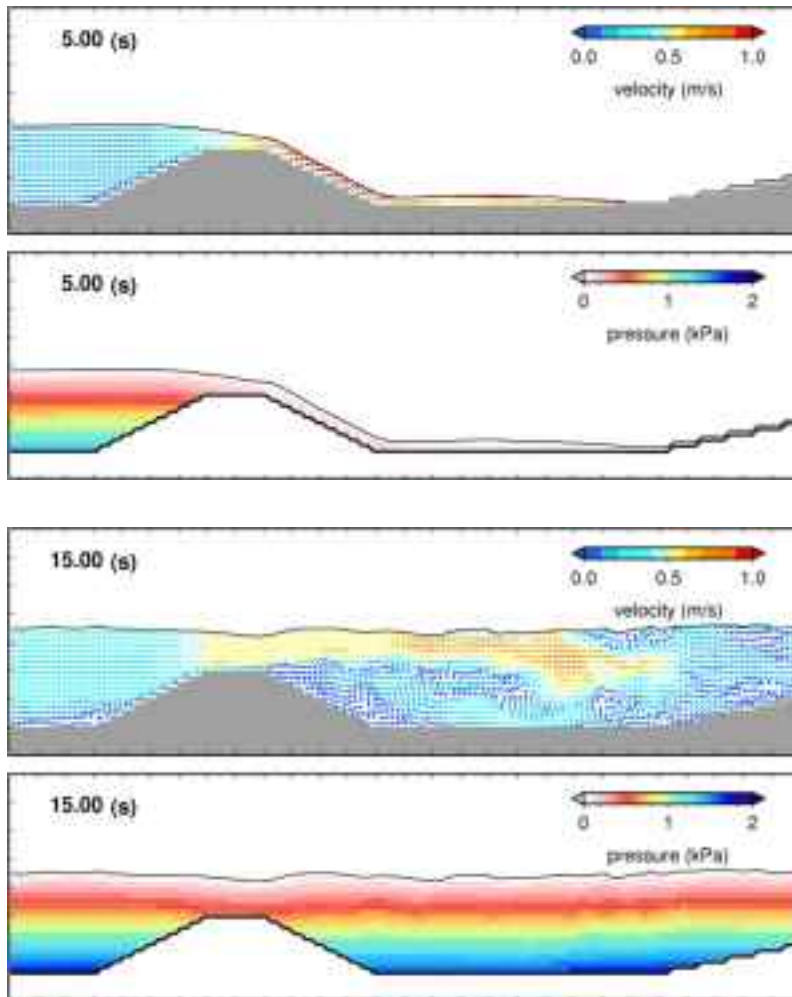 5.00 (s)
0.0 0.5 1.0
velocity (m/s)
5.00 (s)
0 1 2
pressure (kPa)
15.00 (s)
0.0 0.5 1.0
velocity (m/s)
15.00 (s)
0 1 2
pressure (kPa)